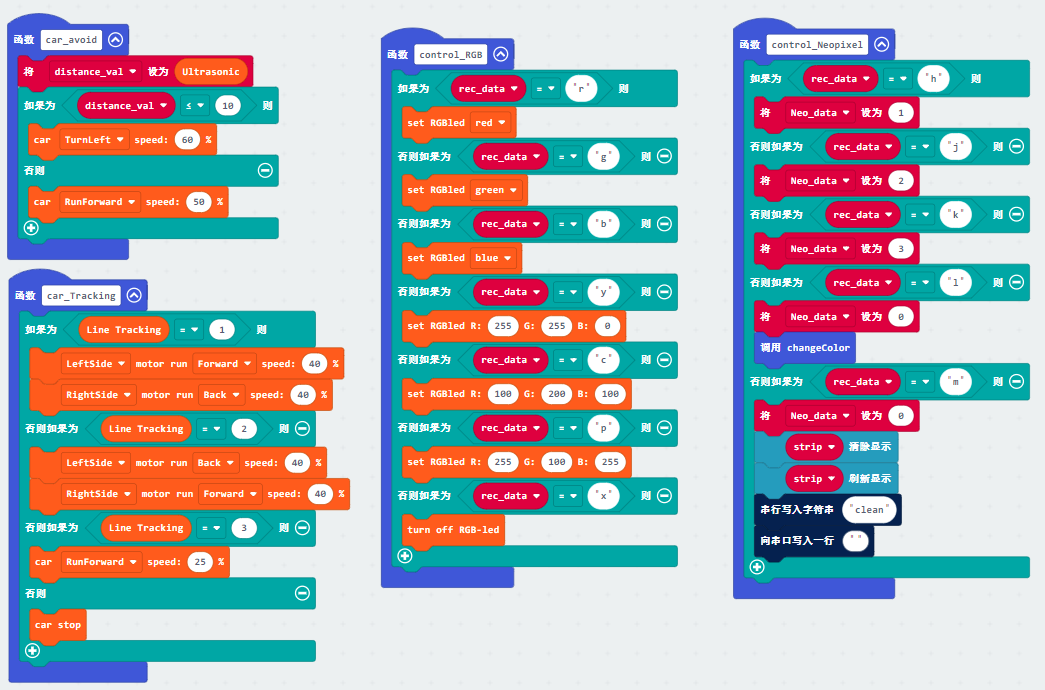 函数 car_avoid
将 distance_val 设为 Ultrasonic
如果为 distance_val ≤ 10 则
car TurnLeft speed: 60 %
否则
car RunForward speed: 50 %
函数 car_Tracking
如果为 Line Tracking = 1 则
LeftSide motor run Forward speed: 40 %
RightSide motor run Back speed: 40 %
否则如果为 Line Tracking = 2 则
LeftSide motor run Back speed: 40 %
RightSide motor run Forward speed: 40 %
否则如果为 Line Tracking = 3 则
car RunForward speed: 25 %
否则
car stop
函数 control_RGB
如果为 rec_data = "r" 则
set RGBled red
否则如果为 rec_data = "g" 则
set RGBled green
否则如果为 rec_data = "b" 则
set RGBled blue
否则如果为 rec_data = "y" 则
set RGBled R: 255 G: 255 B: 0
否则如果为 rec_data = "c" 则
set RGBled R: 100 G: 200 B: 100
否则如果为 rec_data = "p" 则
set RGBled R: 255 G: 100 B: 255
否则如果为 rec_data = "x" 则
turn off RGB-led
函数 control_Neopixel
如果为 rec_data = "h" 则
将 Neo_data 设为 1
否则如果为 rec_data = "j" 则
将 Neo_data 设为 2
否则如果为 rec_data = "k" 则
将 Neo_data 设为 3
否则如果为 rec_data = "l" 则
将 Neo_data 设为 0
调用 changeColor
否则如果为 rec_data = "m" 则
将 Neo_data 设为 0
strip 清除显示
strip 刷新显示
串行写入字符串 "clean"
向串口写入一行 " "